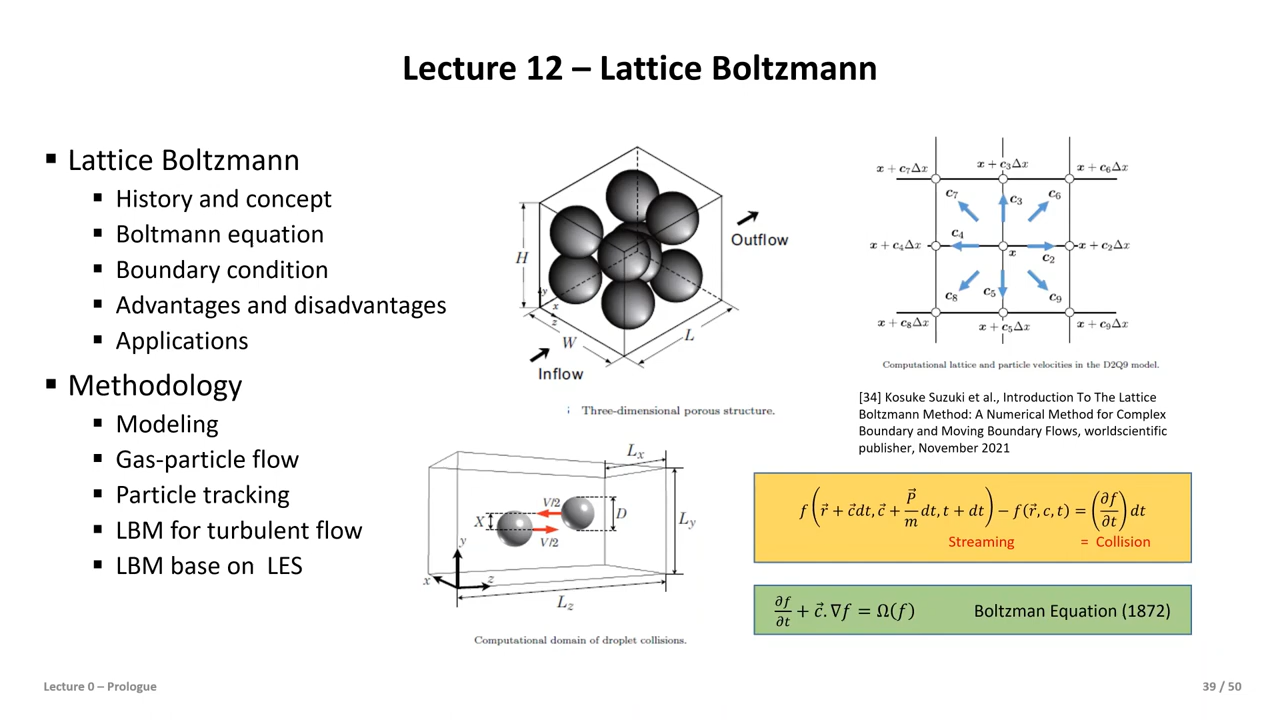 Lecture 12 – Lattice Boltzmann
▪ Lattice Boltzmann
▪ History and concept
▪ Boltmann equation
▪ Boundary condition
▪ Advantages and disadvantages
▪ Applications
▪ Methodology
▪ Modeling
▪ Gas-particle flow
▪ Particle tracking
▪ LBM for turbulent flow
▪ LBM base on LES
H
y
x
z
W
L
Inflow
Outflow
Three-dimensional porous structure.
Lx
Ly
Lz
V/2
V/2
X
D
y
x
z
Computational domain of droplet collisions.
x + c₇Δx
x + c₃Δx
x + c₆Δx
c₇
c₃
c₆
x + c₄Δx
c₄
x
c₂
x + c₂Δx
c₈
c₅
c₉
x + c₈Δx
x + c₅Δx
x + c₉Δx
Computational lattice and particle velocities in the D2Q9 model.
[34] Kosuke Suzuki et al., Introduction To The Lattice
Boltzmann Method: A Numerical Method for Complex
Boundary and Moving Boundary Flows, worldscientific
publisher, November 2021
f(r⃗ + c⃗dt, c⃗ + P⃗/m dt, t + dt) − f(r⃗, c, t) = (∂f/∂t) dt
Streaming = Collision
∂f/∂t + c⃗.∇f = Ω(f) Boltzman Equation (1872)
Lecture 0 – Prologue
39 / 50